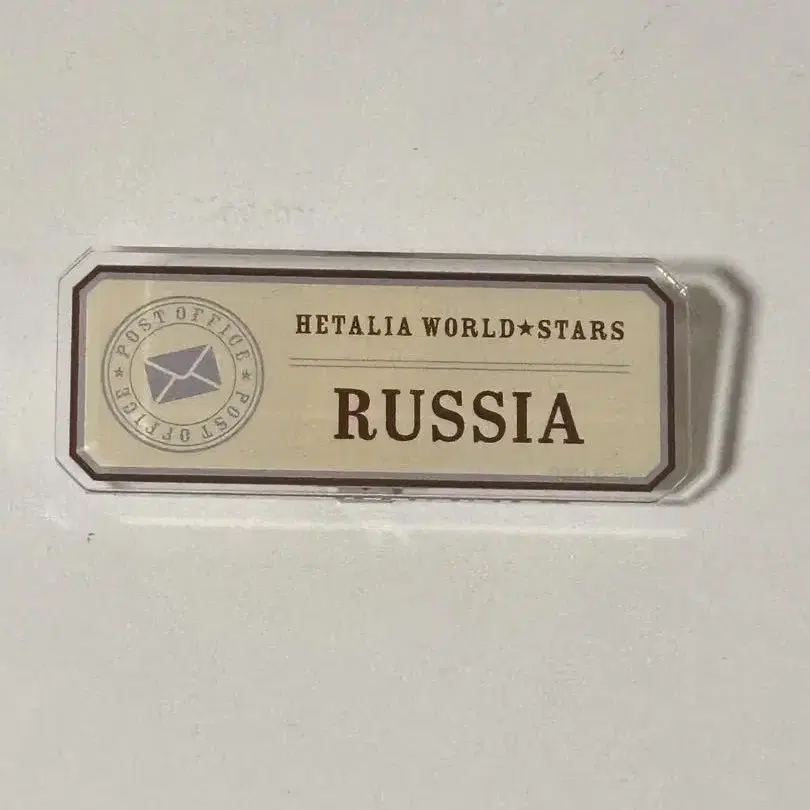 POST OFFICE ★ POST OFFICE ★
HETALIA WORLD★STARS
RUSSIA